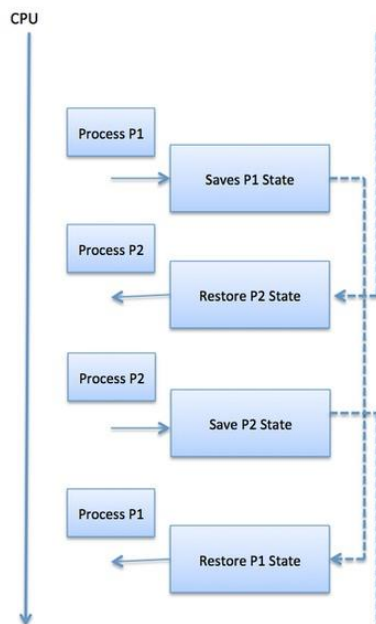 CPU
Process P1
Saves P1 State
Process P2
Restore P2 State
Process P2
Save P2 State
Process P1
Restore P1 State